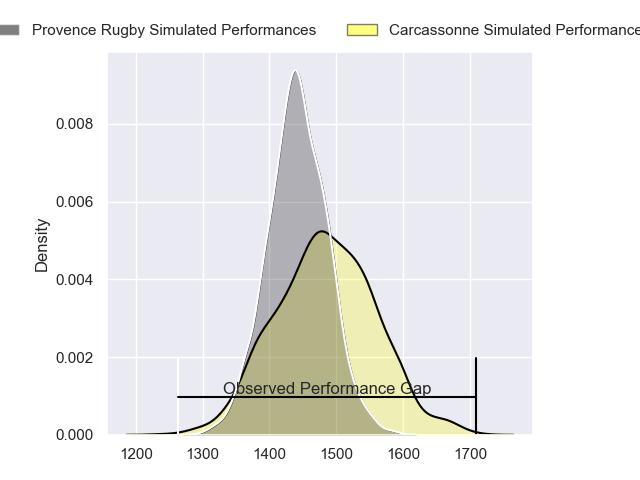 Provence Rugby Simulated Performances
Carcassonne Simulated Performance
0.008
0.006
0.004
0.002
0.000
Density
Observed Performance Gap
1200 1300 1400 1500 1600 1700